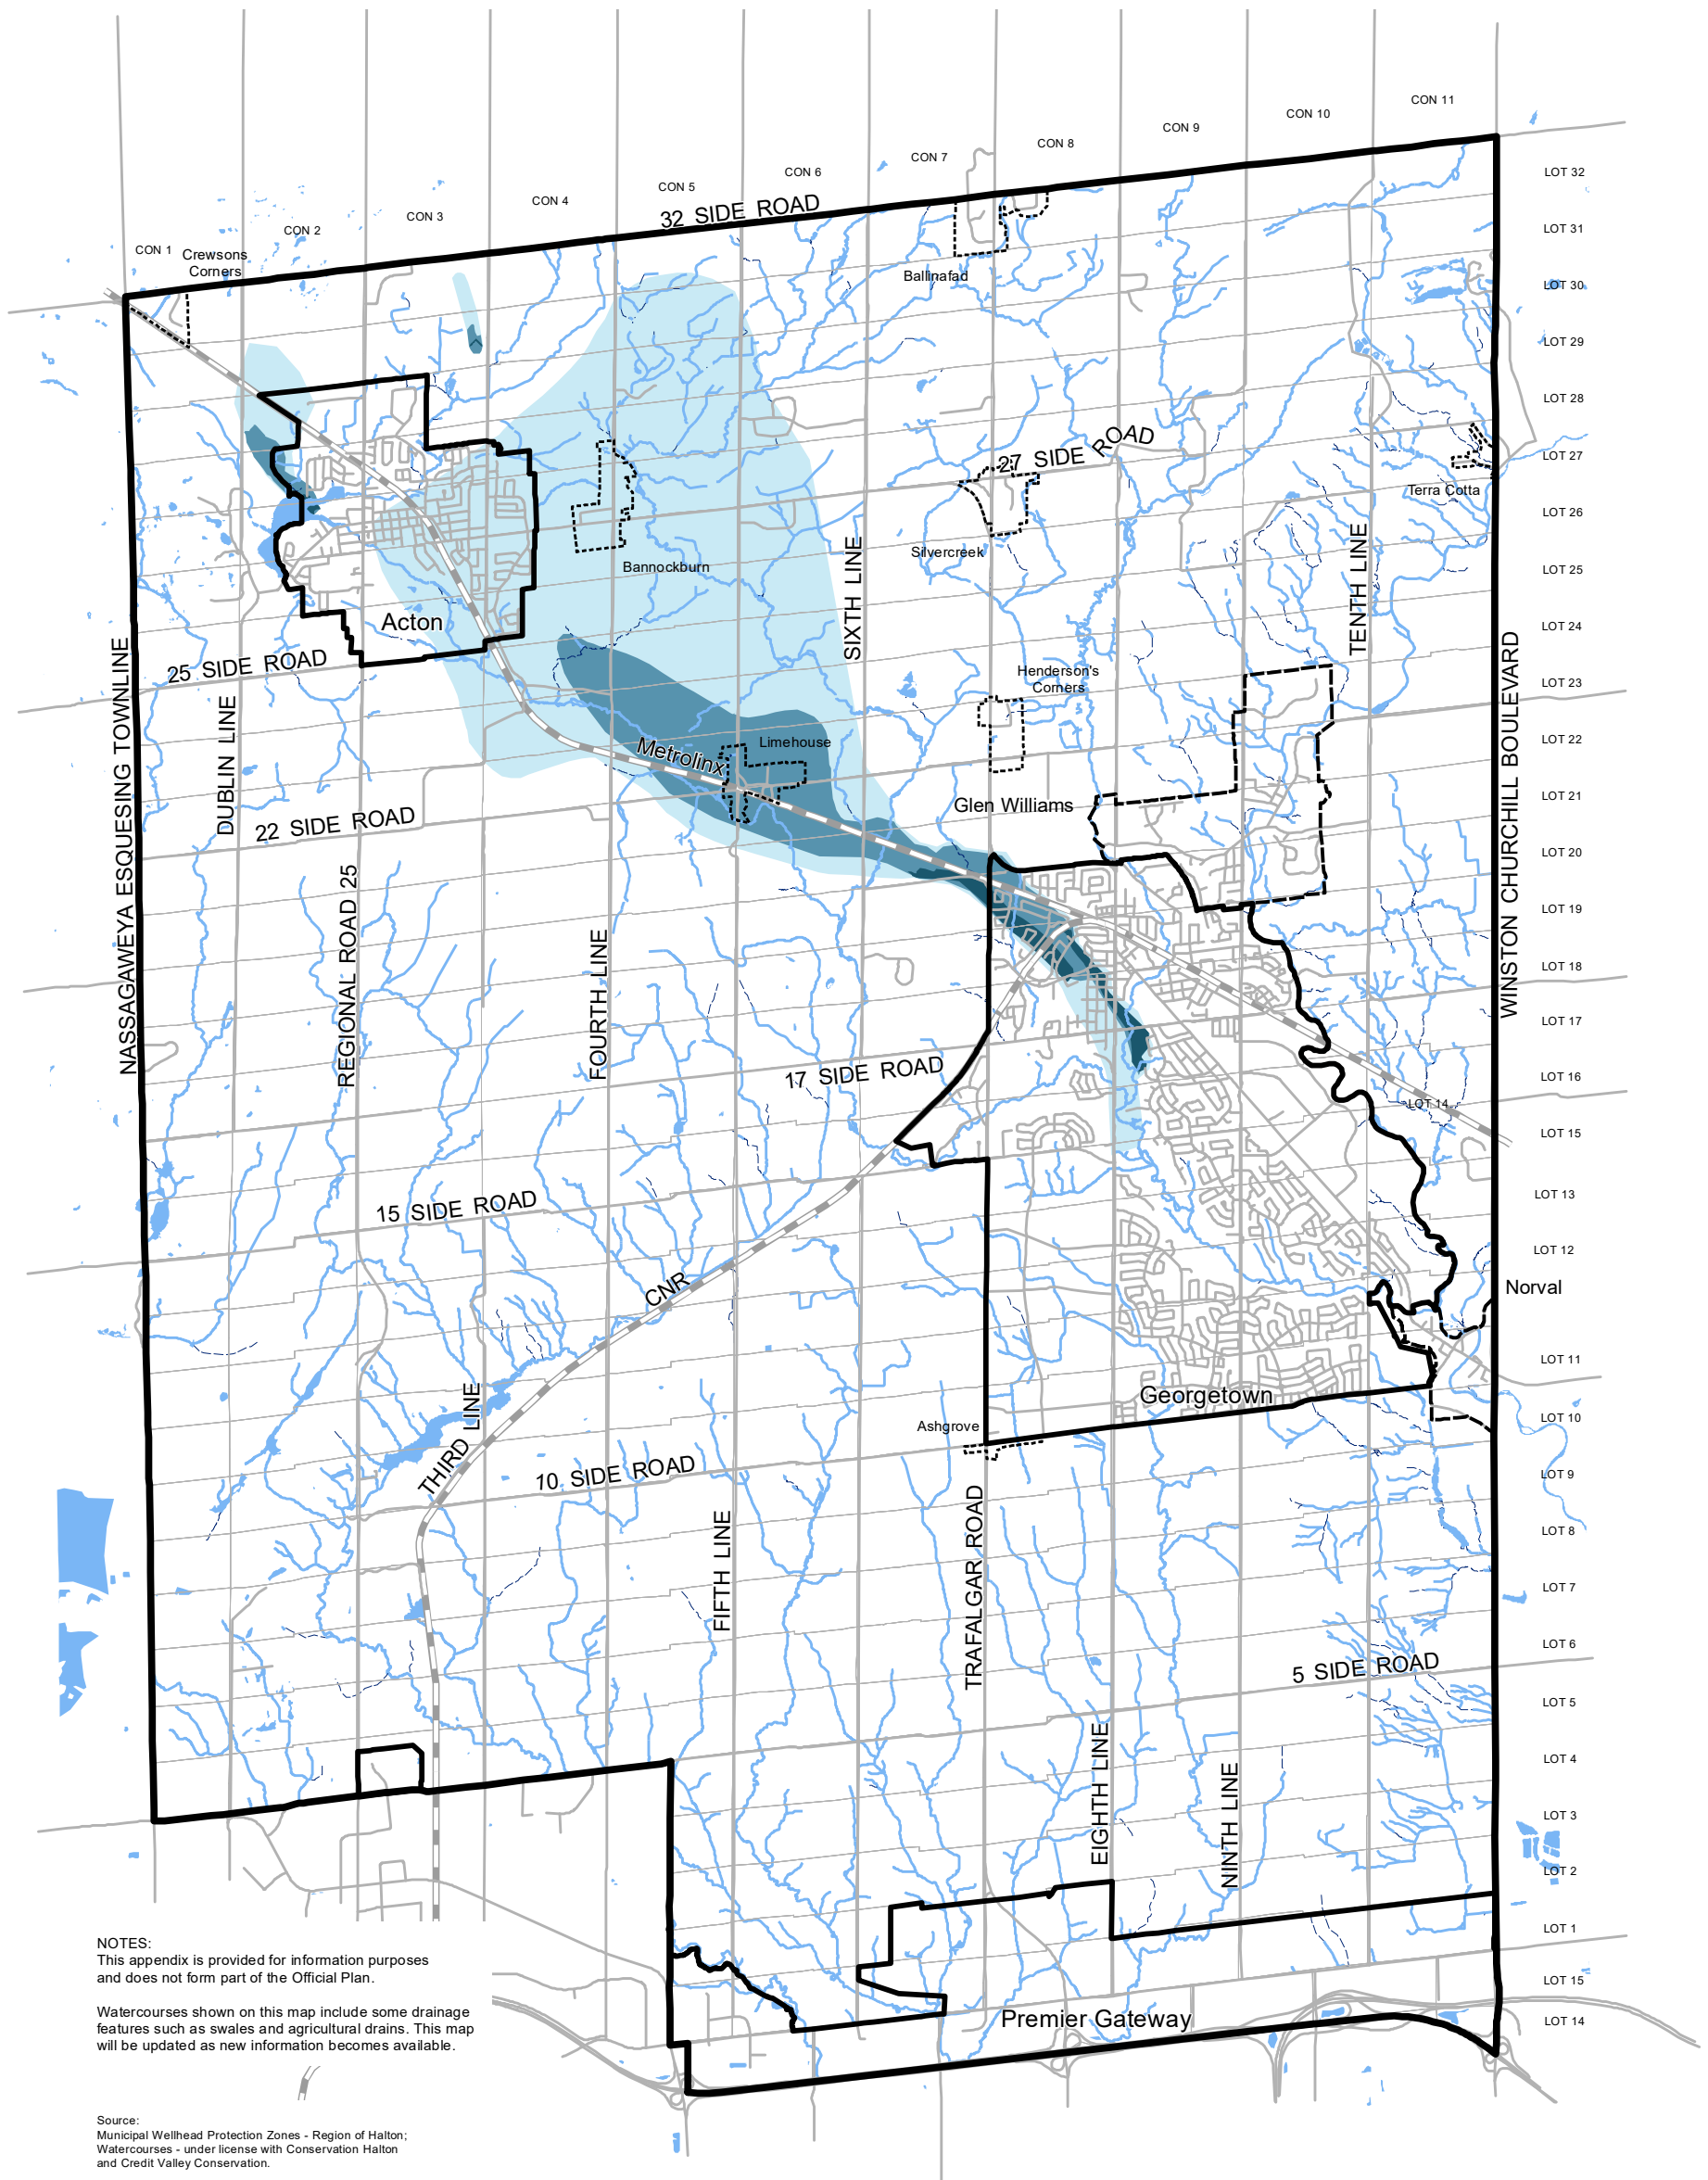 CON 11
CON 10
CON 9
CON 8
CON 7
CON 6
CON 5
CON 4
CON 3
CON 2
CON 1
Crewsons
Corners
32 SIDE ROAD
Ballinafad
LOT 32
LOT 31
LOT 30
LOT 29
LOT 28
LOT 27
LOT 26
LOT 25
LOT 24
LOT 23
LOT 22
LOT 21
LOT 20
LOT 19
LOT 18
LOT 17
LOT 16
LOT 14
LOT 15
LOT 13
LOT 12
Norval
LOT 11
LOT 10
LOT 9
LOT 8
LOT 7
LOT 6
LOT 5
LOT 4
LOT 3
LOT 2
LOT 1
LOT 15
LOT 14
27 SIDE ROAD
Terra Cotta
Silvercreek
Bannockburn
Acton
25 SIDE ROAD
SIXTH LINE
TENTH LINE
Henderson's
Corners
NASSAGAWEYA ESQUESING TOWNLINE
DUBLIN LINE
WINSTON CHURCHILL BOULEVARD
Metrolinx
Limehouse
Glen Williams
22 SIDE ROAD
REGIONAL ROAD 25
FOURTH LINE
17 SIDE ROAD
15 SIDE ROAD
CNR
THIRD LINE
Georgetown
Ashgrove
10 SIDE ROAD
FIFTH LINE
TRAFALGAR ROAD
5 SIDE ROAD
EIGHTH LINE
NINTH LINE
Premier Gateway
NOTES:
This appendix is provided for information purposes
and does not form part of the Official Plan.
Watercourses shown on this map include some drainage
features such as swales and agricultural drains. This map
will be updated as new information becomes available.
Source:
Municipal Wellhead Protection Zones - Region of Halton;
Watercourses - under license with Conservation Halton
and Credit Valley Conservation.